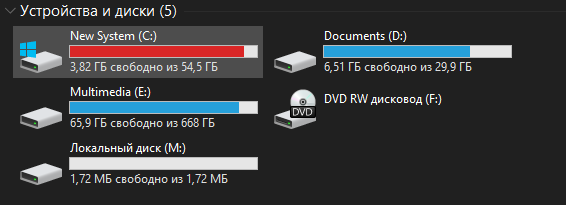 Устройства и диски (5)
New System (C:)
3,82 ГБ свободно из 54,5 ГБ
Documents (D:)
6,51 ГБ свободно из 29,9 ГБ
Multimedia (E:)
65,9 ГБ свободно из 668 ГБ
DVD RW дисковод (F:)
DVD
Локальный диск (M:)
1,72 МБ свободно из 1,72 МБ